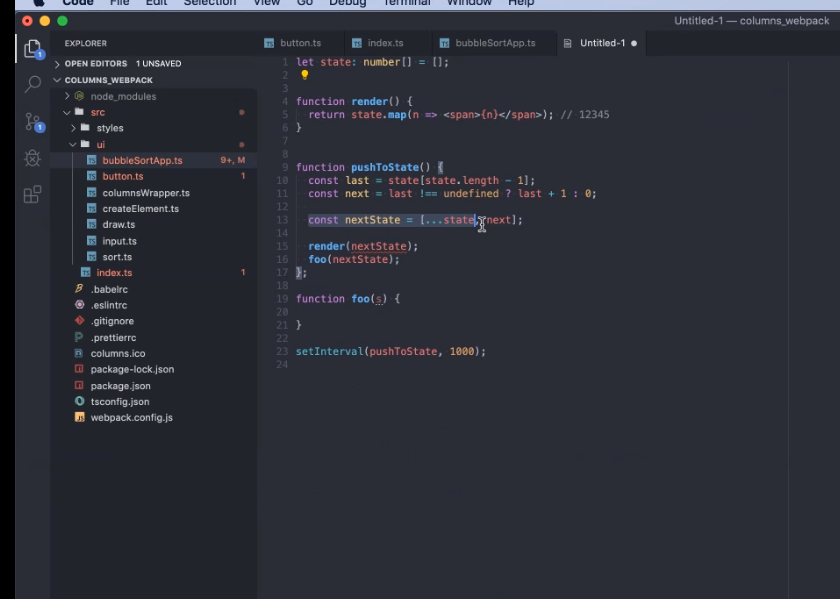 Code File Edit Selection View Go Debug Terminal Window Help
Untitled-1 — columns_webpack
EXPLORER
button.ts index.ts bubbleSortApp.ts Untitled-1
OPEN EDITORS 1 UNSAVED
COLUMNS_WEBPACK
node_modules
src
styles
ui
bubbleSortApp.ts 9+, M
button.ts 1
columnsWrapper.ts
createElement.ts
draw.ts
input.ts
sort.ts
index.ts 1
.babelrc
.eslintrc
.gitignore
.prettierrc
columns.ico
package-lock.json
package.json
tsconfig.json
webpack.config.js
1 let state: number[] = [];
2
3
4 function render() {
5 return state.map(n => <span>{n}</span>); // 12345
6 }
7
8
9 function pushToState() {
10 const last = state[state.length - 1];
11 const next = last !== undefined ? last + 1 : 0;
12
13 const nextState = [...state, next];
14
15 render(nextState);
16 foo(nextState);
17 };
18
19 function foo(s) {
20
21 }
22
23 setInterval(pushToState, 1000);
24